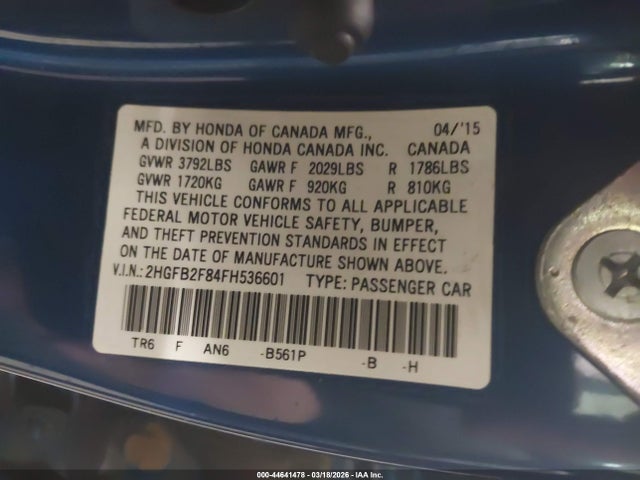 MFD. BY HONDA OF CANADA MFG., 04/'15
A DIVISION OF HONDA CANADA INC. CANADA
GVWR 3792LBS GAWR F 2029LBS R 1786LBS
GVWR 1720KG GAWR F 920KG R 810KG
THIS VEHICLE CONFORMS TO ALL APPLICABLE
FEDERAL MOTOR VEHICLE SAFETY, BUMPER,
AND THEFT PREVENTION STANDARDS IN EFFECT
ON THE DATE OF MANUFACTURE SHOWN ABOVE.
V.I.N.: 2HGFB2F84FH536601 TYPE: PASSENGER CAR
TR6 F AN6 -B561P -B -H
000-44641478 - 03/18/2026 - IAA Inc.